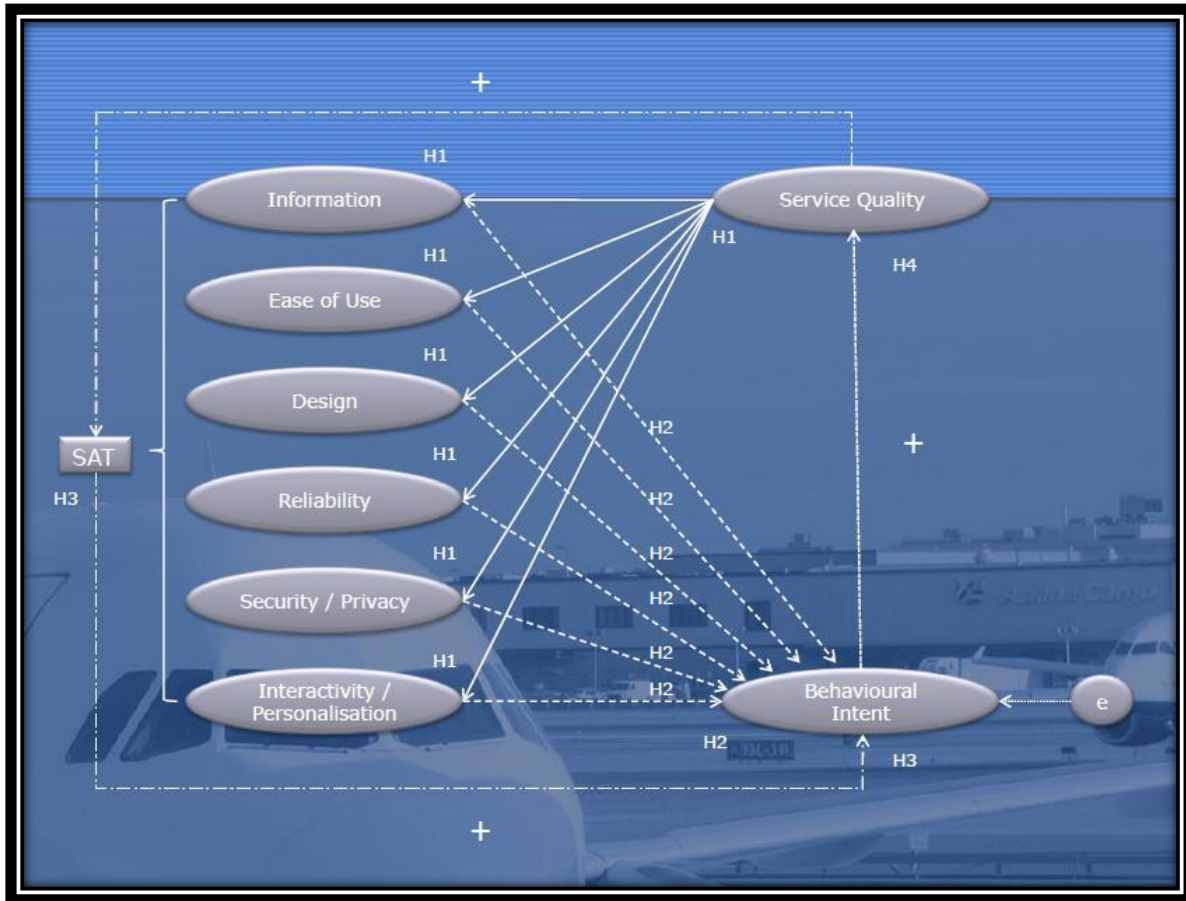 +
H1
Information
Service Quality
H1
H1
H4
Ease of Use
H1
Design
H2
+
H1
SAT
Reliability
H3
H2
H1
H2
Security / Privacy
H2
H1
H2
Interactivity /
Personalisation
H2
Behavioural
Intent
e
H2
H3
+